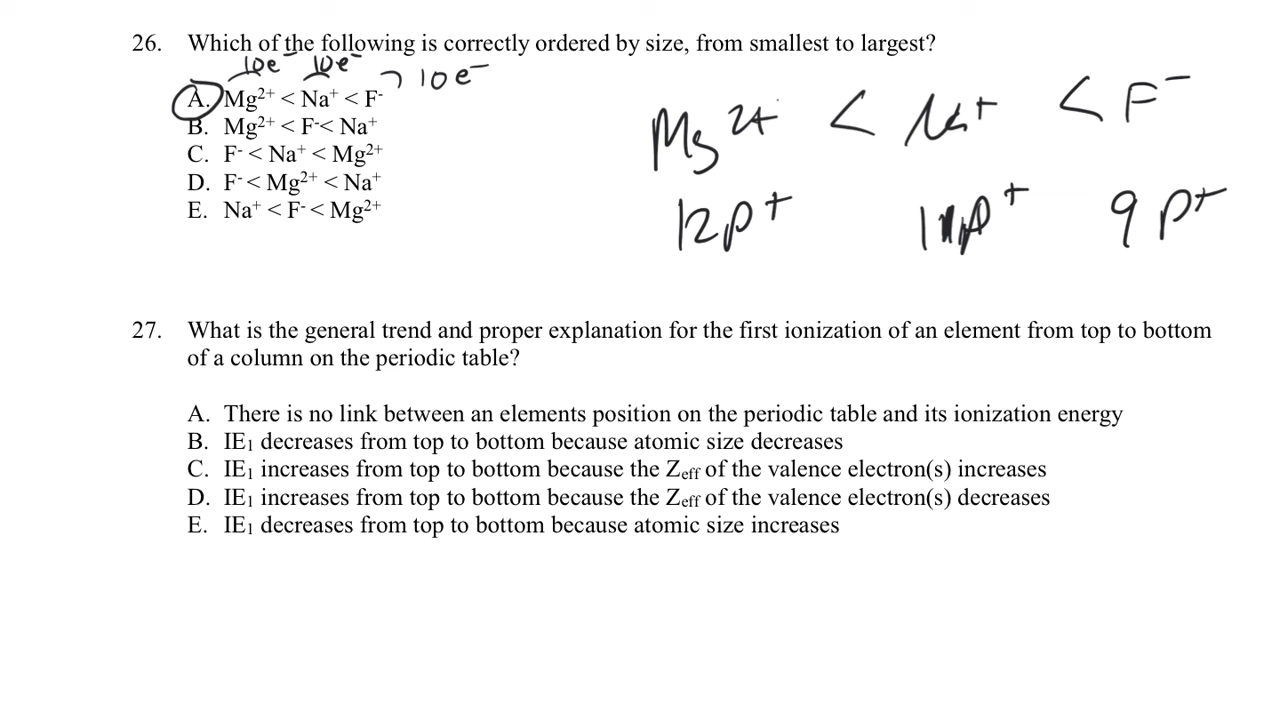 26. Which of the following is correctly ordered by size, from smallest to largest?
10e⁻ 10e⁻ 10e⁻
A. Mg²⁺ < Na⁺ < F⁻
B. Mg²⁺ < F⁻ < Na⁺
C. F⁻ < Na⁺ < Mg²⁺
D. F⁻ < Mg²⁺ < Na⁺
E. Na⁺ < F⁻ < Mg²⁺
Mg²⁺ < Na⁺ < F⁻
12p⁺ 11p⁺ 9p⁺
27. What is the general trend and proper explanation for the first ionization of an element from top to bottom
of a column on the periodic table?
A. There is no link between an elements position on the periodic table and its ionization energy
B. IE₁ decreases from top to bottom because atomic size decreases
C. IE₁ increases from top to bottom because the Zeff of the valence electron(s) increases
D. IE₁ increases from top to bottom because the Zeff of the valence electron(s) decreases
E. IE₁ decreases from top to bottom because atomic size increases